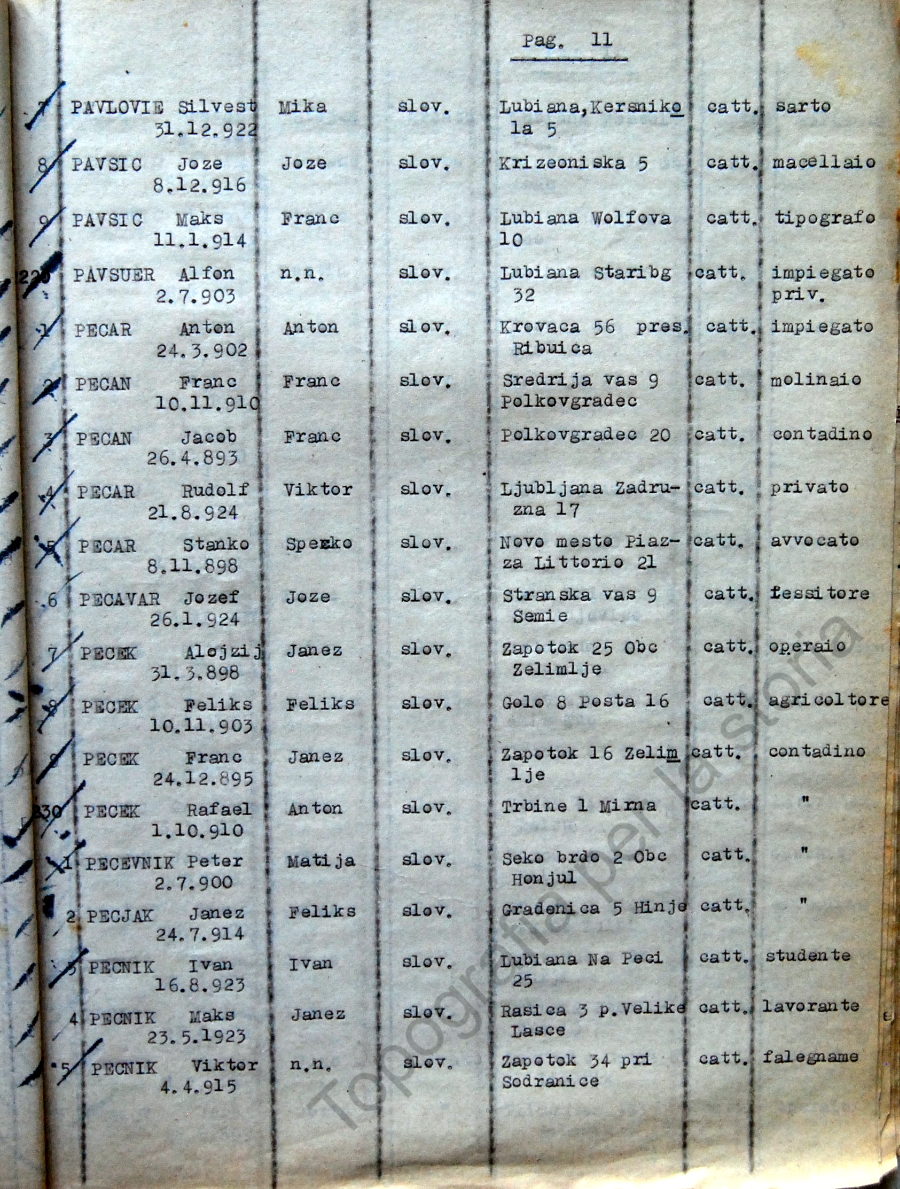 Pag. 11
7 PAVLOVIE Silvest Mika slov. Lubiana,Kersniko catt. sarto
31.12.922 la 5
8 PAVSIC Joze Joze slov. Krizeoniska 5 catt. macellaio
8.12.916
9 PAVSIC Maks Franc slov. Lubiana Wolfova catt. tipografo
11.1.914 10
220 PAVSUER Alfon n.n. slov. Lubiana Staribg catt. impiegato
2.7.903 32 priv.
1 PECAR Anton Anton slov. Krovaca 56 pres. catt. impiegato
24.3.902 Ribuica
2 PECAN Franc Franc slov. Sredrija vas 9 catt. molinaio
10.11.910 Polkovgradec
3 PECAN Jacob Franc slov. Polkovgradec 20 catt. contadino
26.4.893
4 PECAR Rudolf Viktor slov. Ljubljana Zadru- catt. privato
21.8.924 zna 17
5 PECAR Stanko slov. Novo mesto Piaz- catt. avvocato
8.11.898 za Littorio 21
6 PECAVAR Jozef Joze slov. Stranska vas 9 catt. fessitore
26.1.924 Semie
7 PECEK Alojzij Janez slov. Zapotok 25 Obc catt. operaio
31.3.898 Zelimlje
8 PECEK Feliks Feliks slov. Golo 8 Posta 16 catt. agricoltore
10.11.903
9 PECEK Franc Janez slov. Zapotok 16 Zelim catt. contadino
24.12.895 lje
230 PECEK Rafael Anton slov. Trbine 1 Mirna catt. "
1.10.910
1 PECEVNIK Peter Matija slov. Seko brdo 2 Obc catt. "
2.7.900 Honjul
2 PECJAK Janez Feliks slov. Gradenica 5 Hinje catt. "
24.7.914
3 PECNIK Ivan Ivan slov. Lubiana Na Peci catt. studente
16.8.923 25
4 PECNIK Maks Janez slov. Rasica 3 p.Velike catt. lavorante
23.5.1923 Lasce
5 PECNIK Viktor n.n. slov. Zapotok 34 pri catt. falegname
4.4.915 Sodranice
Topografia per la storia